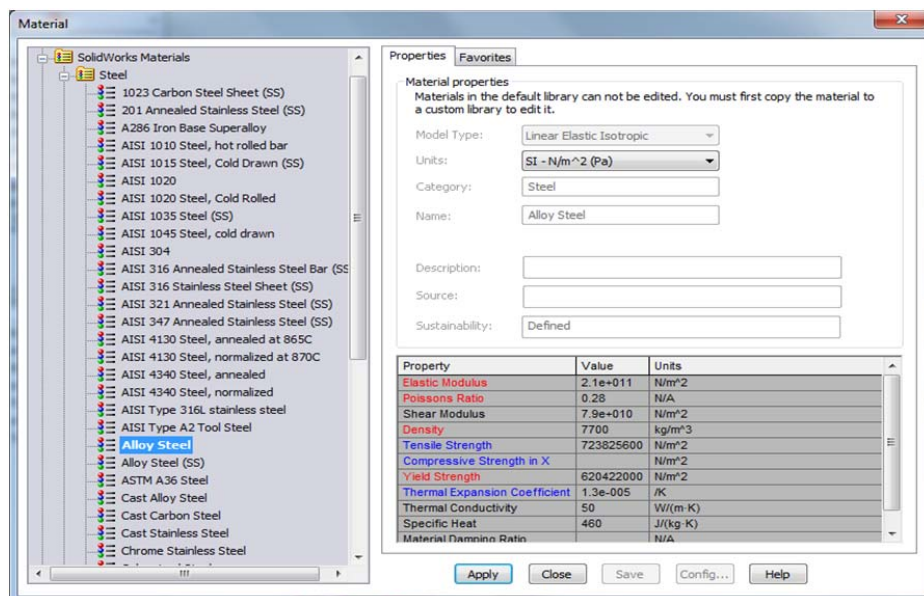 Material
SolidWorks Materials
Steel
1023 Carbon Steel Sheet (SS)
201 Annealed Stainless Steel (SS)
A286 Iron Base Superalloy
AISI 1010 Steel, hot rolled bar
AISI 1015 Steel, Cold Drawn (SS)
AISI 1020
AISI 1020 Steel, Cold Rolled
AISI 1035 Steel (SS)
AISI 1045 Steel, cold drawn
AISI 304
AISI 316 Annealed Stainless Steel Bar (SS
AISI 316 Stainless Steel Sheet (SS)
AISI 321 Annealed Stainless Steel (SS)
AISI 347 Annealed Stainless Steel (SS)
AISI 4130 Steel, annealed at 865C
AISI 4130 Steel, normalized at 870C
AISI 4340 Steel, annealed
AISI 4340 Steel, normalized
AISI Type 316L stainless steel
AISI Type A2 Tool Steel
Alloy Steel
Alloy Steel (SS)
ASTM A36 Steel
Cast Alloy Steel
Cast Carbon Steel
Cast Stainless Steel
Chrome Stainless Steel
Properties Favorites
Material properties
Materials in the default library can not be edited. You must first copy the material to
a custom library to edit it.
Model Type: Linear Elastic Isotropic
Units: SI - N/m^2 (Pa)
Category: Steel
Name: Alloy Steel
Description:
Source:
Sustainability: Defined
Property Value Units
Elastic Modulus 2.1e+011 N/m^2
Poissons Ratio 0.28 N/A
Shear Modulus 7.9e+010 N/m^2
Density 7700 kg/m^3
Tensile Strength 723825600 N/m^2
Compressive Strength in X N/m^2
Yield Strength 620422000 N/m^2
Thermal Expansion Coefficient 1.3e-005 /K
Thermal Conductivity 50 W/(m·K)
Specific Heat 460 J/(kg·K)
Material Damping Ratio N/A
Apply Close Save Config... Help